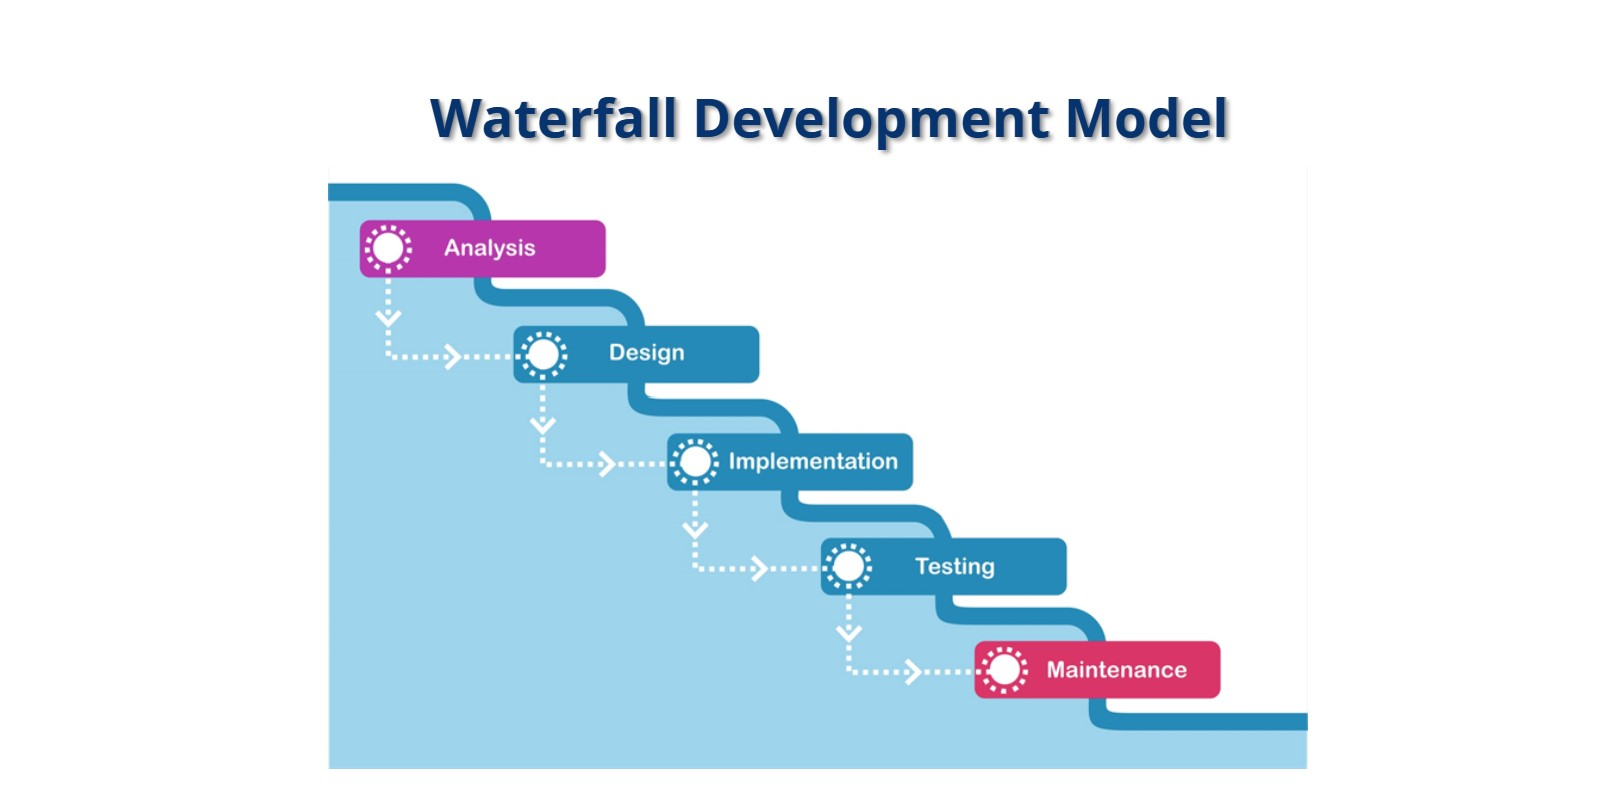 Waterfall Development Model
Analysis
Design
Implementation
Testing
Maintenance